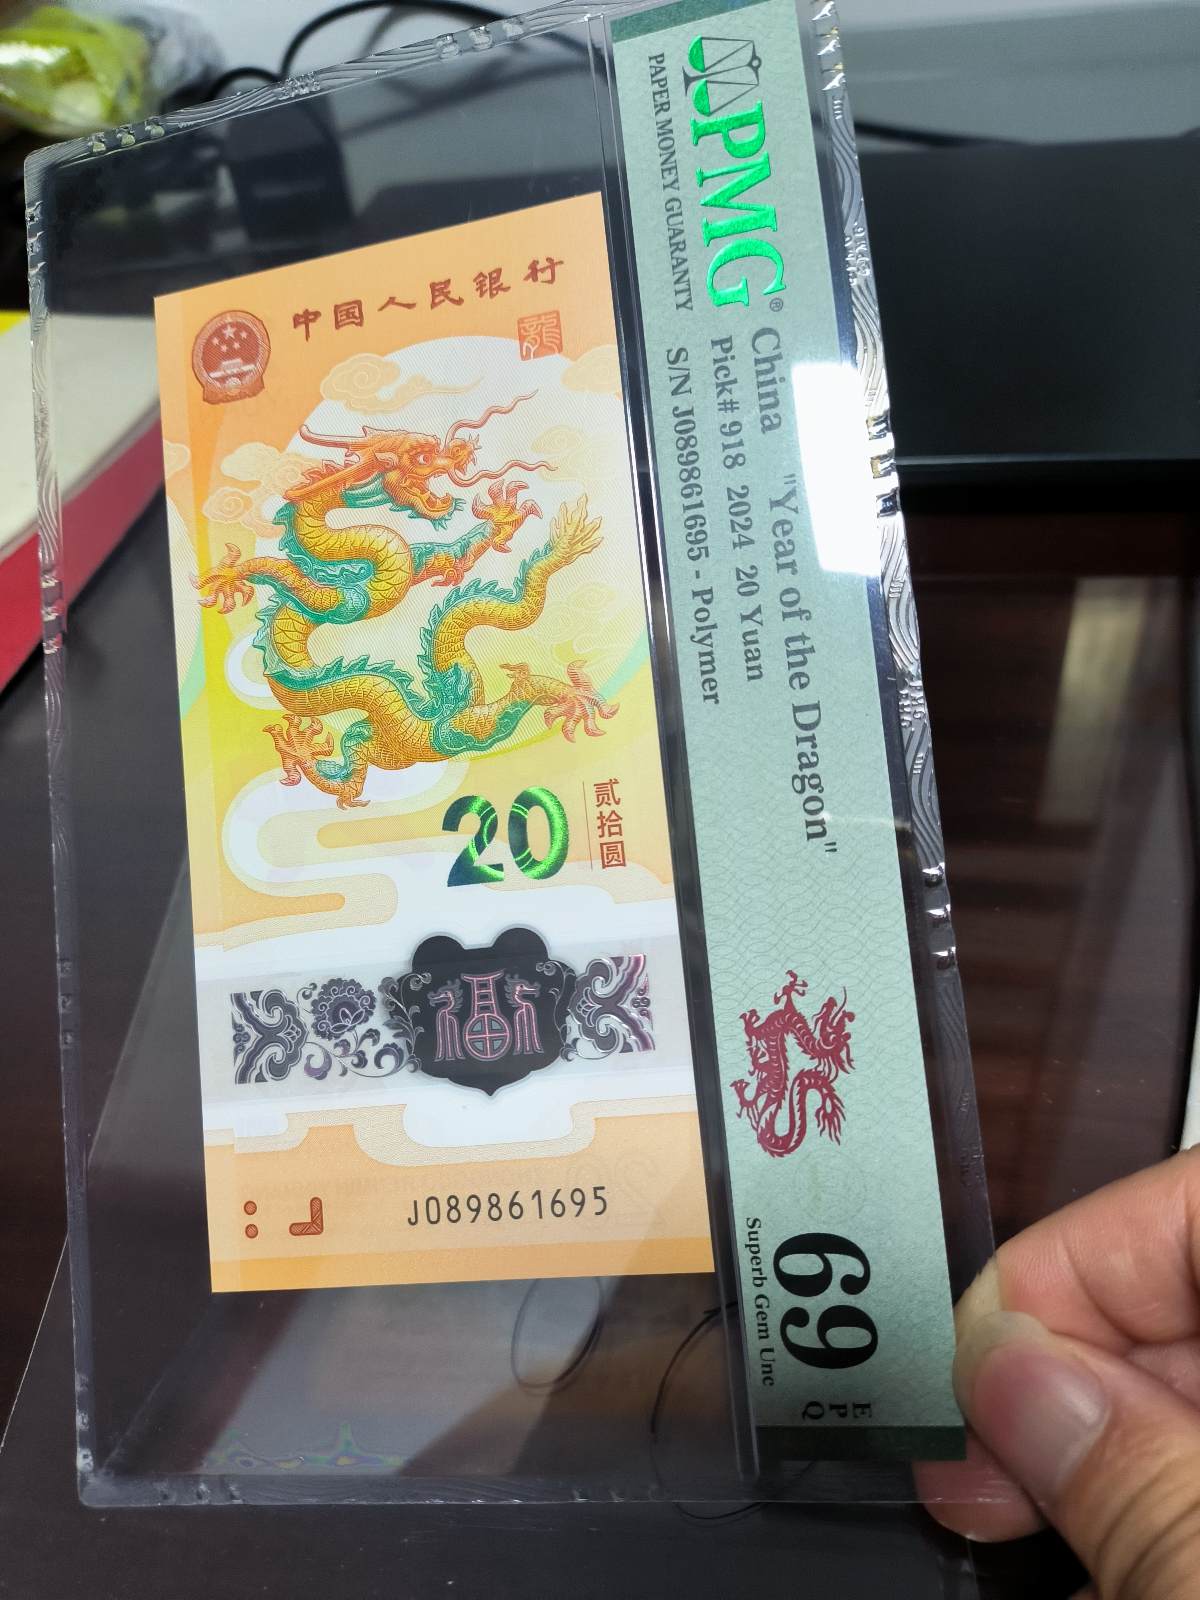 中国人民银行
龍
20
贰拾圆
福
J089861695
PMG®
PAPER MONEY GUARANTY
China "Year of the Dragon"
Pick# 918 2024 20 Yuan
S/N J089861695 - Polymer
69
EPQ
Superb Gem Unc